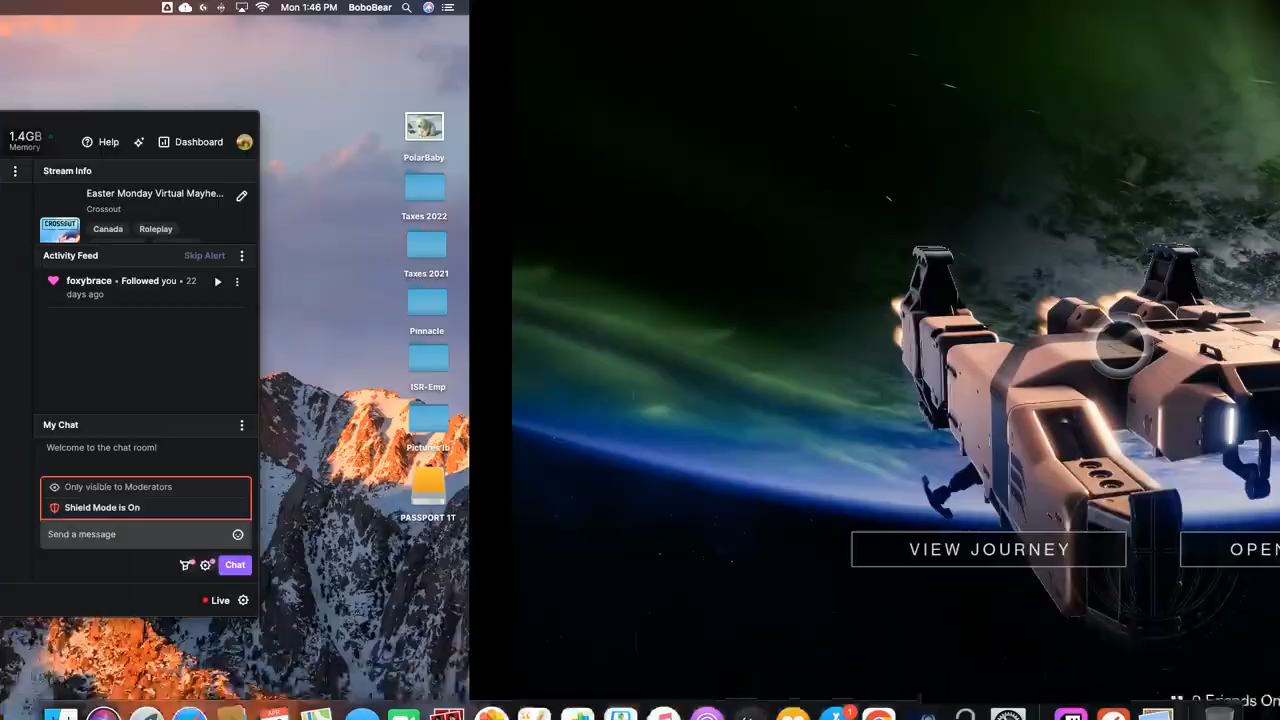 Mon 1:46 PM BoboBear
1.4GB
Memory
Help
Dashboard
Stream Info
Easter Monday Virtual Mayhe...
Crossout
CROSSOUT
Canada
Roleplay
Activity Feed
Skip Alert
foxybrace • Followed you • 22
days ago
My Chat
Welcome to the chat room!
Only visible to Moderators
Shield Mode is On
Send a message
Chat
Live
PolarBaby
Taxes 2022
Taxes 2021
Pinnacle
ISR-Emp
PASSPORT 1T
VIEW JOURNEY
OPEN
APR
1